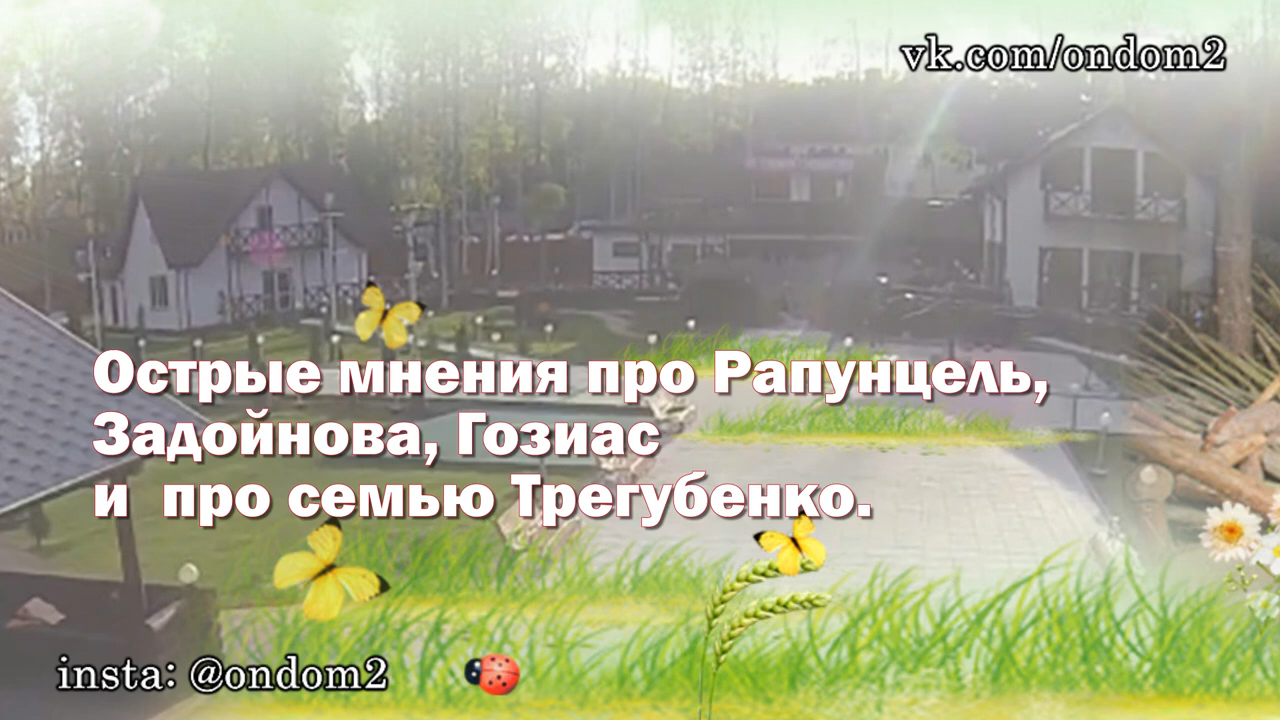 vk.com/ondom2
Острые мнения про Рапунцель,
Задойнова, Гозиас
и  про семью Трегубенко.
insta: @ondom2